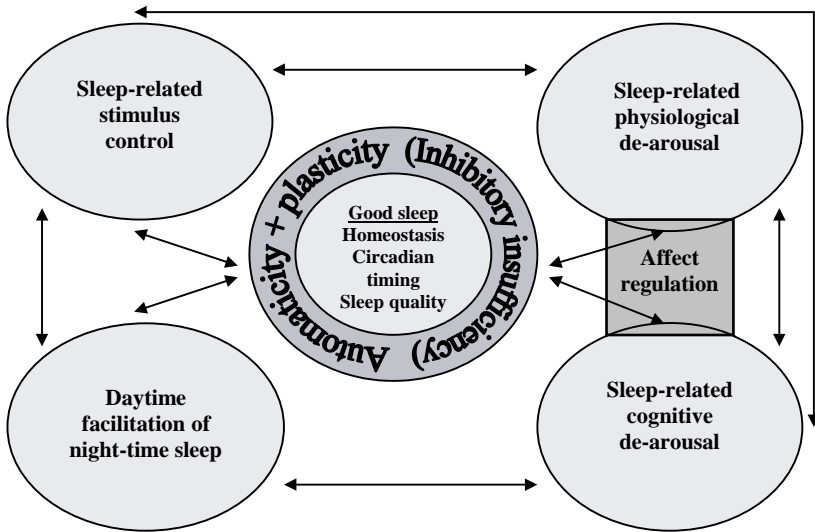 Sleep-related
stimulus
control
Sleep-related
physiological
de-arousal
Automaticity + plasticity (Inhibitory insufficiency)
Good sleep
Homeostasis
Circadian
timing
Sleep quality
Affect
regulation
Daytime
facilitation of
night-time sleep
Sleep-related
cognitive
de-arousal